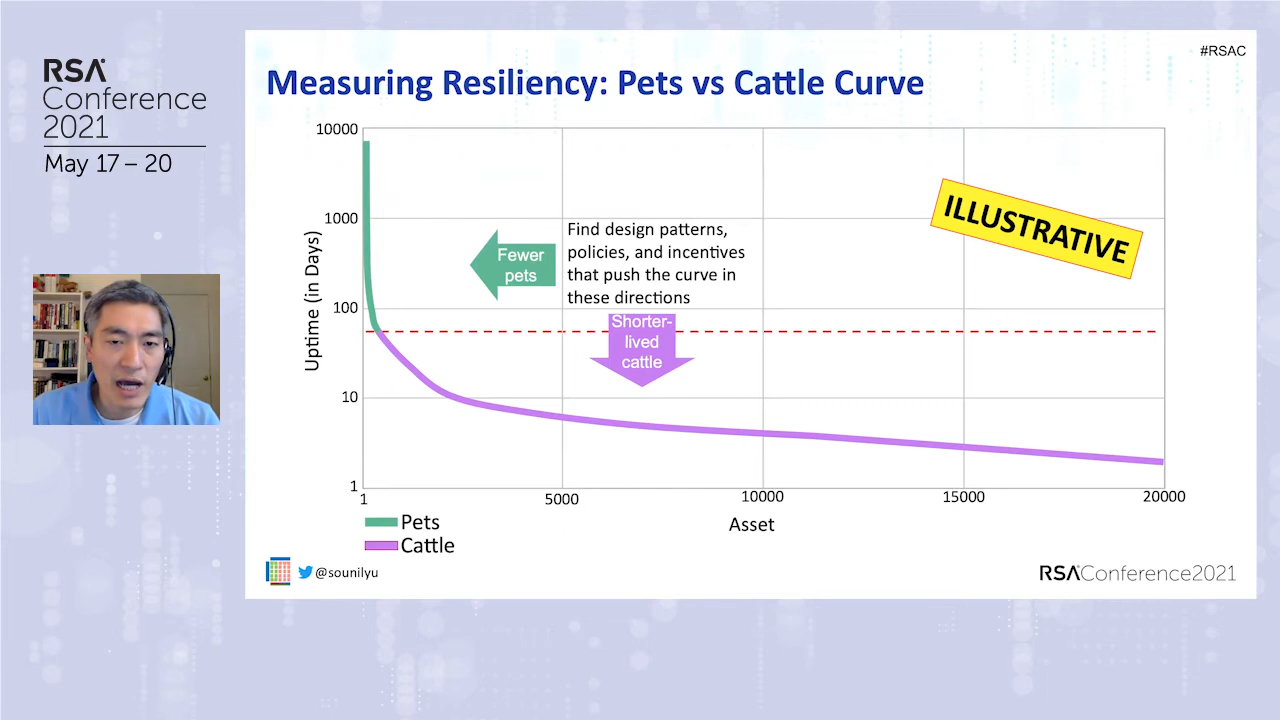 RSA
Conference
2021
May 17 – 20
#RSAC
Measuring Resiliency: Pets vs Cattle Curve
10000
1000
100
10
1
Uptime (in Days)
ILLUSTRATIVE
Fewer
pets
Find design patterns,
policies, and incentives
that push the curve in
these directions
Shorter-
lived
cattle
1
5000
10000
15000
20000
Asset
Pets
Cattle
@sounilyu
RSAConference2021